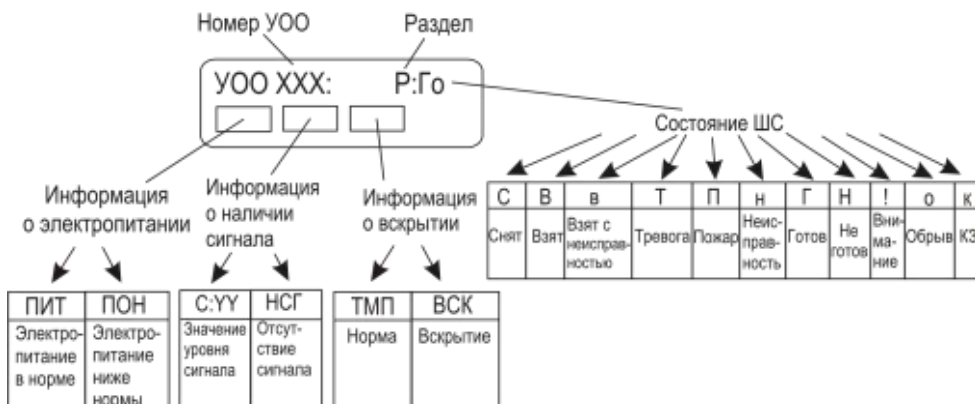 Номер УОО
Раздел
УОО XXX: Р:Го
Состояние ШС
Информация
о электропитании
Информация
о наличии
сигнала
Информация
о вскрытии
С В в Т П н Г Н ! о к
Снят
Взят
Взят с
неисправ-
ностью
Тревога
Пожар
Неис-
прав-
ность
Готов
Не
готов
Вни-
ма-
ние
Обрыв
КЗ
ПИТ ПОН
Электро-
питание
в норме
Электро-
питание
ниже
нормы
С:YY НСГ
Значение
уровня
сигнала
Отсут-
ствие
сигнала
ТМП ВСК
Норма
Вскрытие